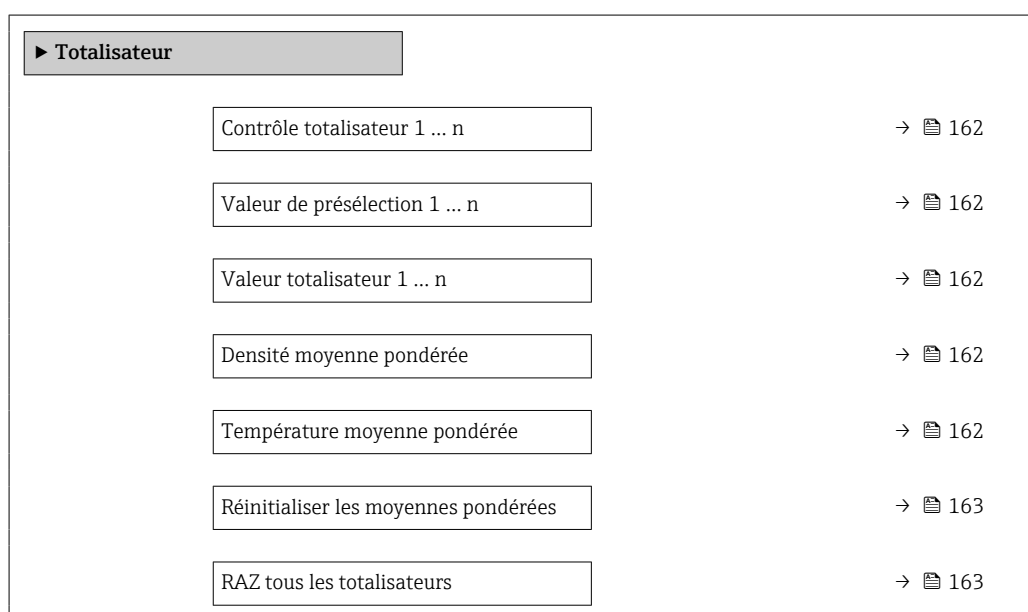 ▶ Totalisateur
Contrôle totalisateur 1 … n → 162
Valeur de présélection 1 … n → 162
Valeur totalisateur 1 … n → 162
Densité moyenne pondérée → 162
Température moyenne pondérée → 162
Réinitialiser les moyennes pondérées → 163
RAZ tous les totalisateurs → 163